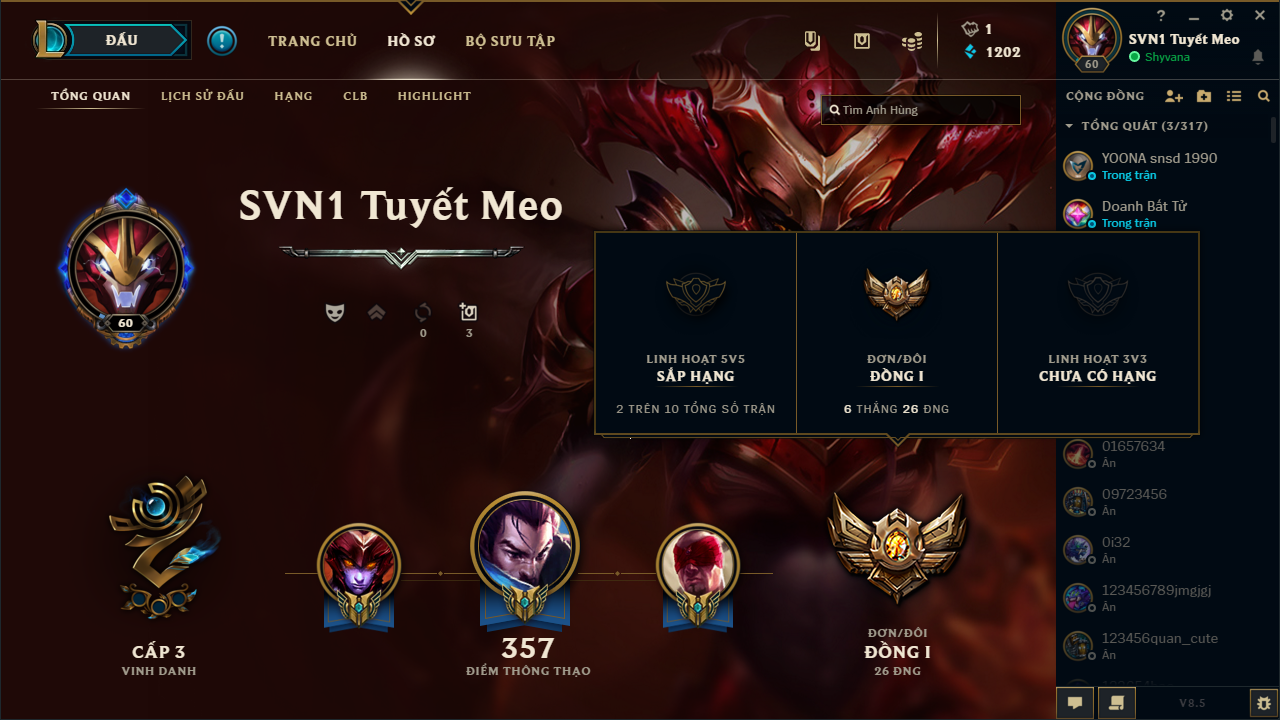 ĐẤU
TRANG CHỦ
HỒ SƠ
BỘ SƯU TẬP
1
1202
SVN1 Tuyết Meo
Shyvana
60
TỔNG QUAN
LỊCH SỬ ĐẤU
HẠNG
CLB
HIGHLIGHT
Tìm Anh Hùng
CỘNG ĐỒNG
TỔNG QUÁT (3/317)
YOONA snsd 1990
Trong trận
Doanh Bất Tử
Trong trận
SVN1 Tuyết Meo
60
0
3
LINH HOẠT 5V5
SẮP HẠNG
2 TRÊN 10 TỔNG SỐ TRẬN
ĐƠN/ĐÔI
ĐỒNG I
6 THẮNG 26 ĐNG
LINH HOẠT 3V3
CHƯA CÓ HẠNG
01657634
Ẩn
09723456
Ẩn
0i32
Ẩn
123456789jmgjgj
Ẩn
123456quan_cute
Ẩn
CẤP 3
VINH DANH
357
ĐIỂM THÔNG THẠO
ĐƠN/ĐÔI
ĐỒNG I
26 ĐNG
V8.5